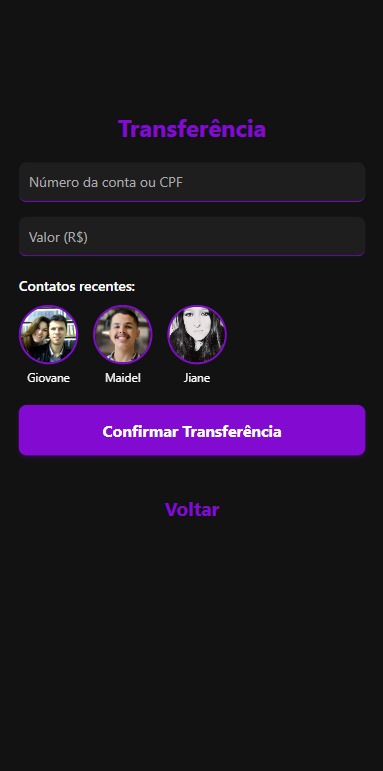 Transferência
Número da conta ou CPF
Valor (R$)
Contatos recentes:
Giovane Maidel Jiane
Confirmar Transferência
Voltar